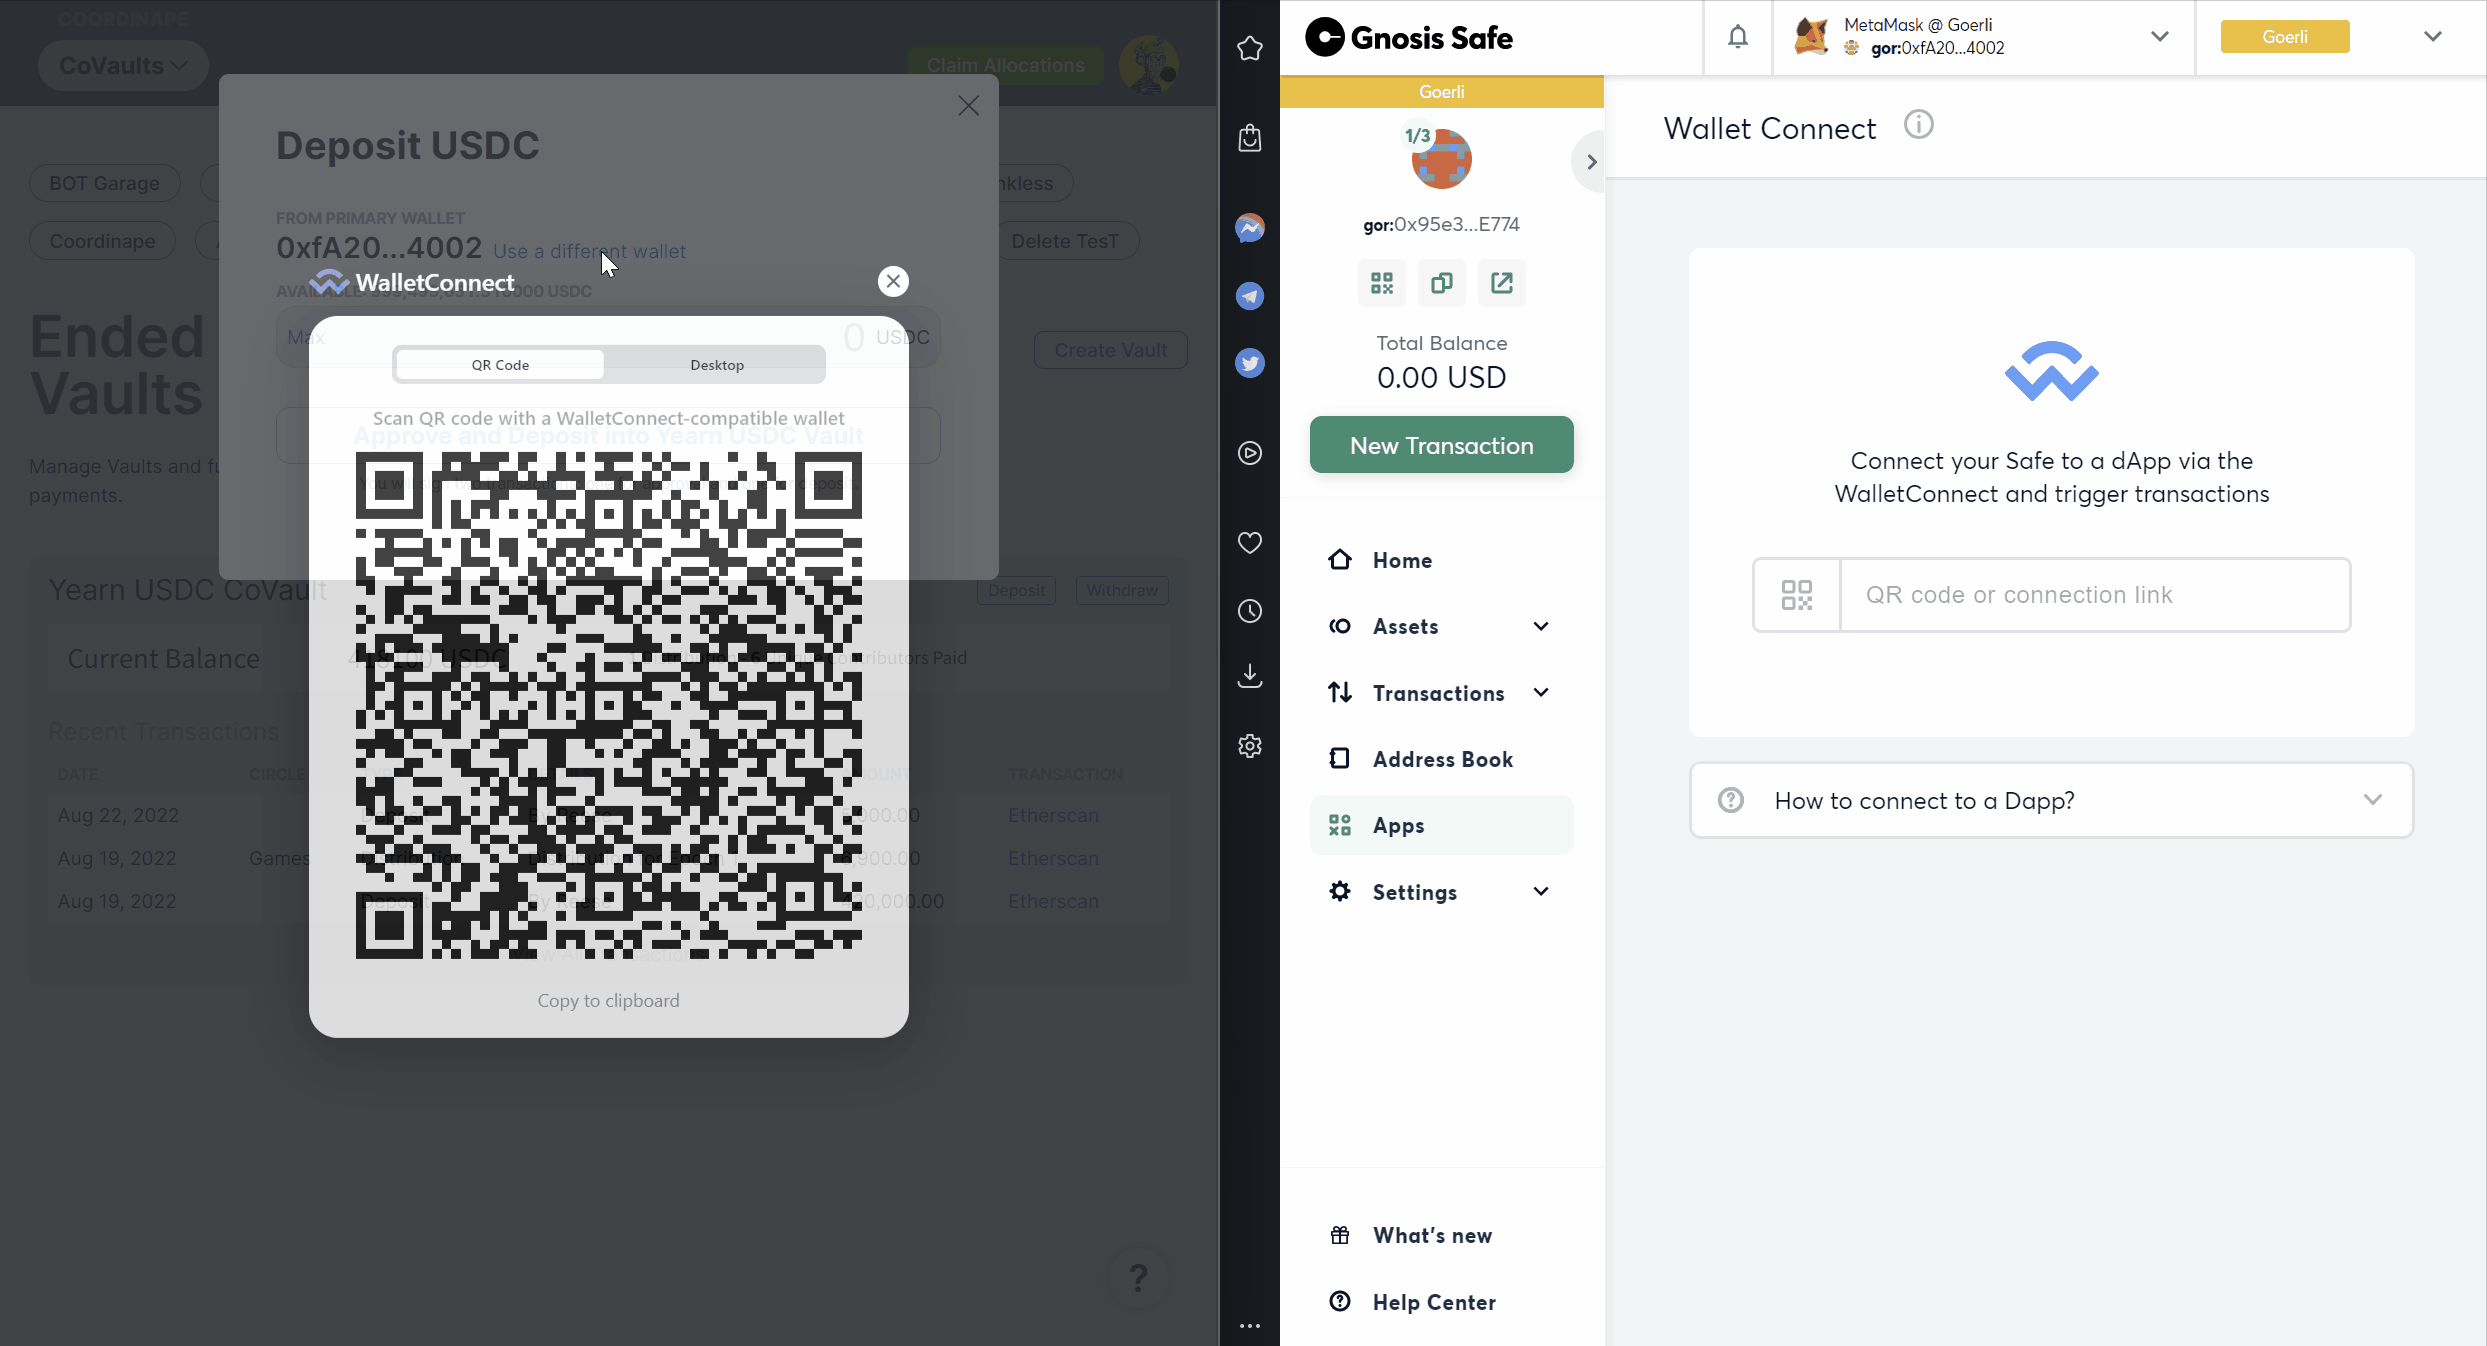 COORDINAPE
CoVaults
Claim Allocations
BOT Garage
Coordinape
Delete TesT
Deposit USDC
FROM PRIMARY WALLET
0xfA20...4002 Use a different wallet
USDC
WalletConnect
Max
0 USDC
QR Code
Desktop
Scan QR code with a WalletConnect-compatible wallet
Approve and Deposit into Yearn USDC Vault
Ended
Vaults
Create Vault
Manage Vaults and
payments.
Yearn USDC CoVault
Deposit
Withdraw
Current Balance
USDC
Contributors Paid
Recent Transactions
DATE
CIRCLE
TRANSACTION
Aug 22, 2022
Etherscan
Aug 19, 2022
Games
Etherscan
Aug 19, 2022
Etherscan
Copy to clipboard
?
Gnosis Safe
MetaMask @ Goerli
gor:0xfA20...4002
Goerli
Goerli
1/3
gor:0x95e3...E774
Total Balance
0.00 USD
New Transaction
Home
Assets
Transactions
Address Book
Apps
Settings
What's new
Help Center
Wallet Connect
Connect your Safe to a dApp via the
WalletConnect and trigger transactions
QR code or connection link
How to connect to a Dapp?